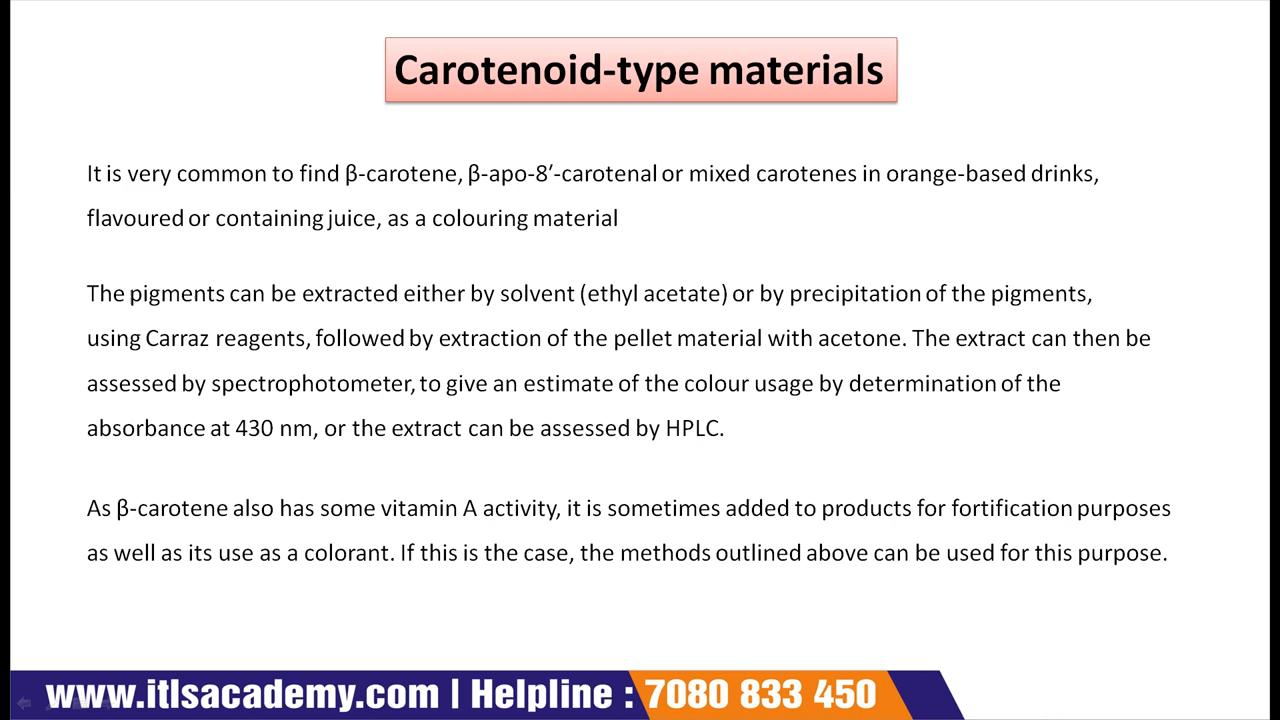 Carotenoid-type materials
It is very common to find β-carotene, β-apo-8′-carotenal or mixed carotenes in orange-based drinks,
flavoured or containing juice, as a colouring material
The pigments can be extracted either by solvent (ethyl acetate) or by precipitation of the pigments,
using Carraz reagents, followed by extraction of the pellet material with acetone. The extract can then be
assessed by spectrophotometer, to give an estimate of the colour usage by determination of the
absorbance at 430 nm, or the extract can be assessed by HPLC.
As β-carotene also has some vitamin A activity, it is sometimes added to products for fortification purposes
as well as its use as a colorant. If this is the case, the methods outlined above can be used for this purpose.
www.itlsacademy.com | Helpline : 7080 833 450